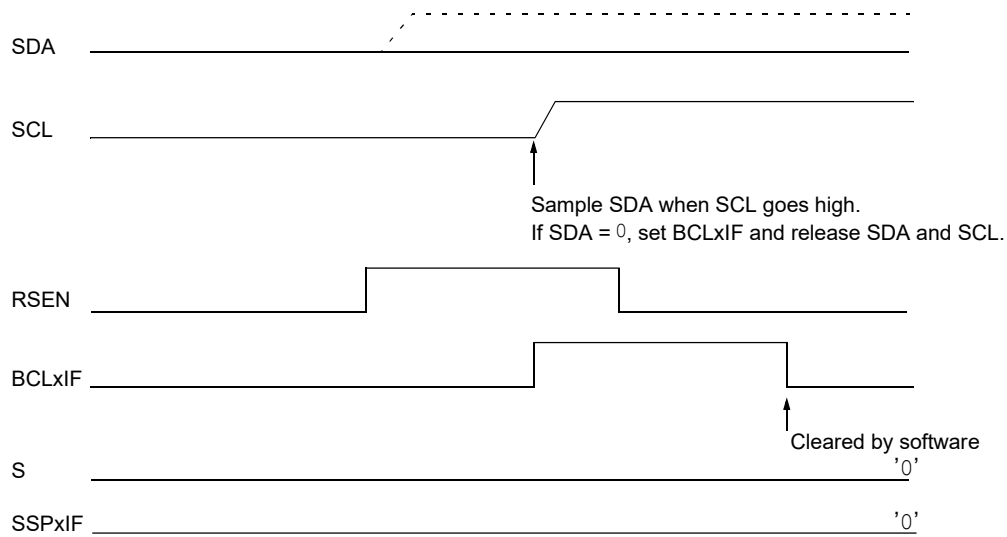 SDA
SCL
Sample SDA when SCL goes high.
If SDA = 0, set BCLxIF and release SDA and SCL.
RSEN
BCLxIF
Cleared by software
S
'0'
SSPxIF
'0'